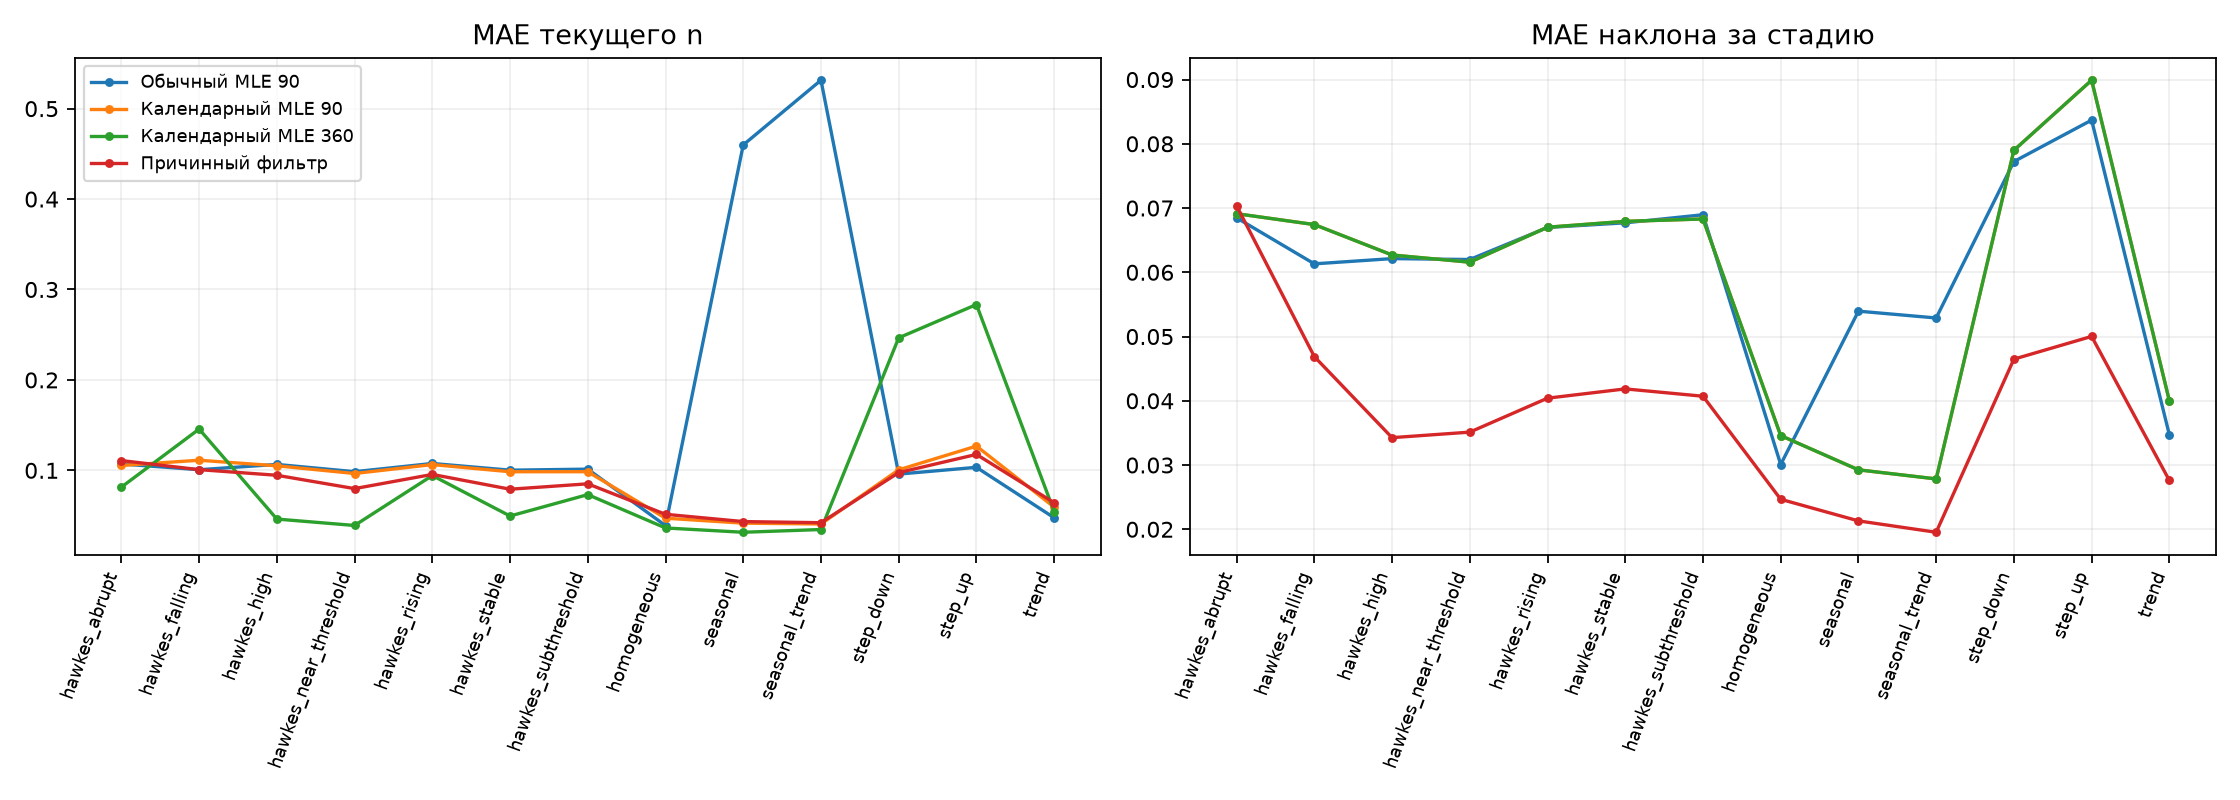 MAE текущего n
Обычный MLE 90
Календарный MLE 90
Календарный MLE 360
Причинный фильтр
0.5
0.4
0.3
0.2
0.1
hawkes_abrupt
hawkes_falling
hawkes_high
hawkes_near_threshold
hawkes_rising
hawkes_stable
hawkes_subthreshold
homogeneous
seasonal
seasonal_trend
step_down
step_up
trend
MAE наклона за стадию
0.09
0.08
0.07
0.06
0.05
0.04
0.03
0.02
hawkes_abrupt
hawkes_falling
hawkes_high
hawkes_near_threshold
hawkes_rising
hawkes_stable
hawkes_subthreshold
homogeneous
seasonal
seasonal_trend
step_down
step_up
trend